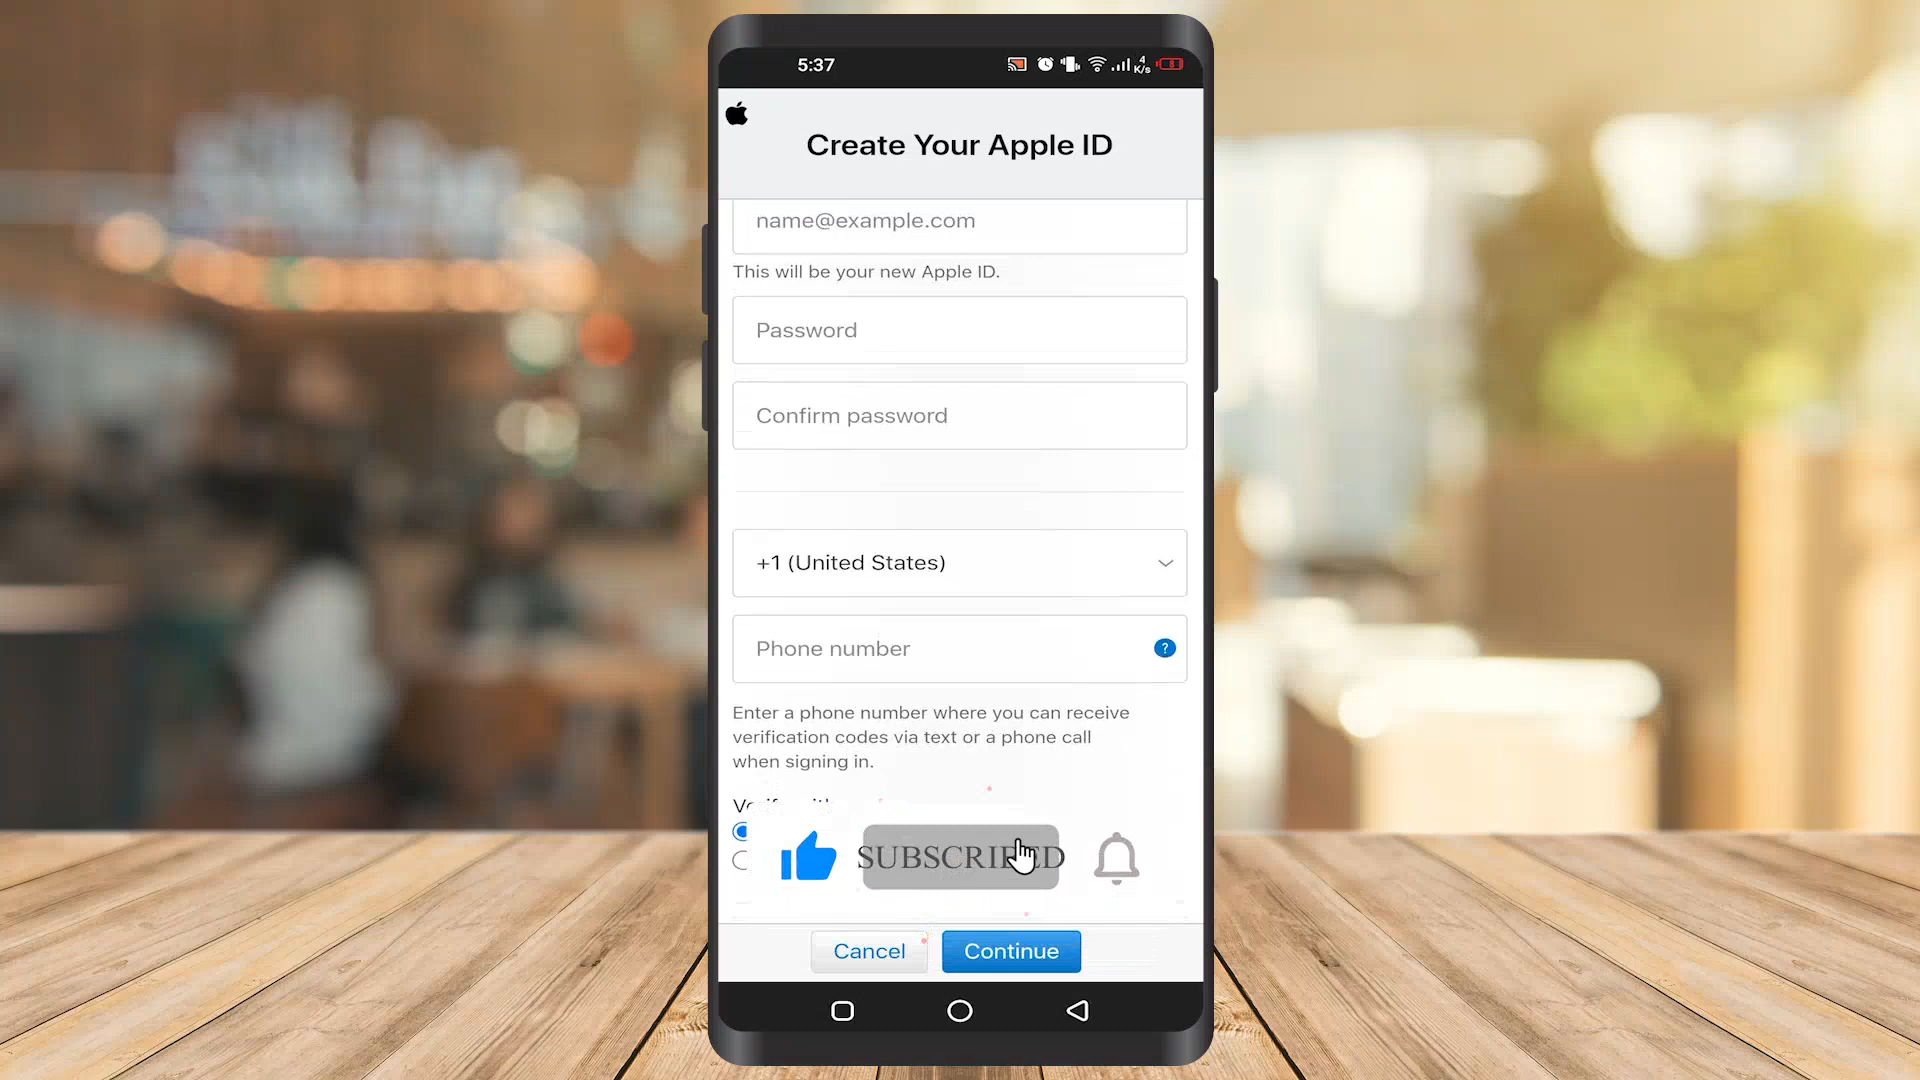 5:37
4
K/s
8
Create Your Apple ID
name@example.com
This will be your new Apple ID.
Password
Confirm password
+1 (United States)
Phone number
?
Enter a phone number where you can receive
verification codes via text or a phone call
when signing in.
SUBSCRIBED
Cancel
Continue